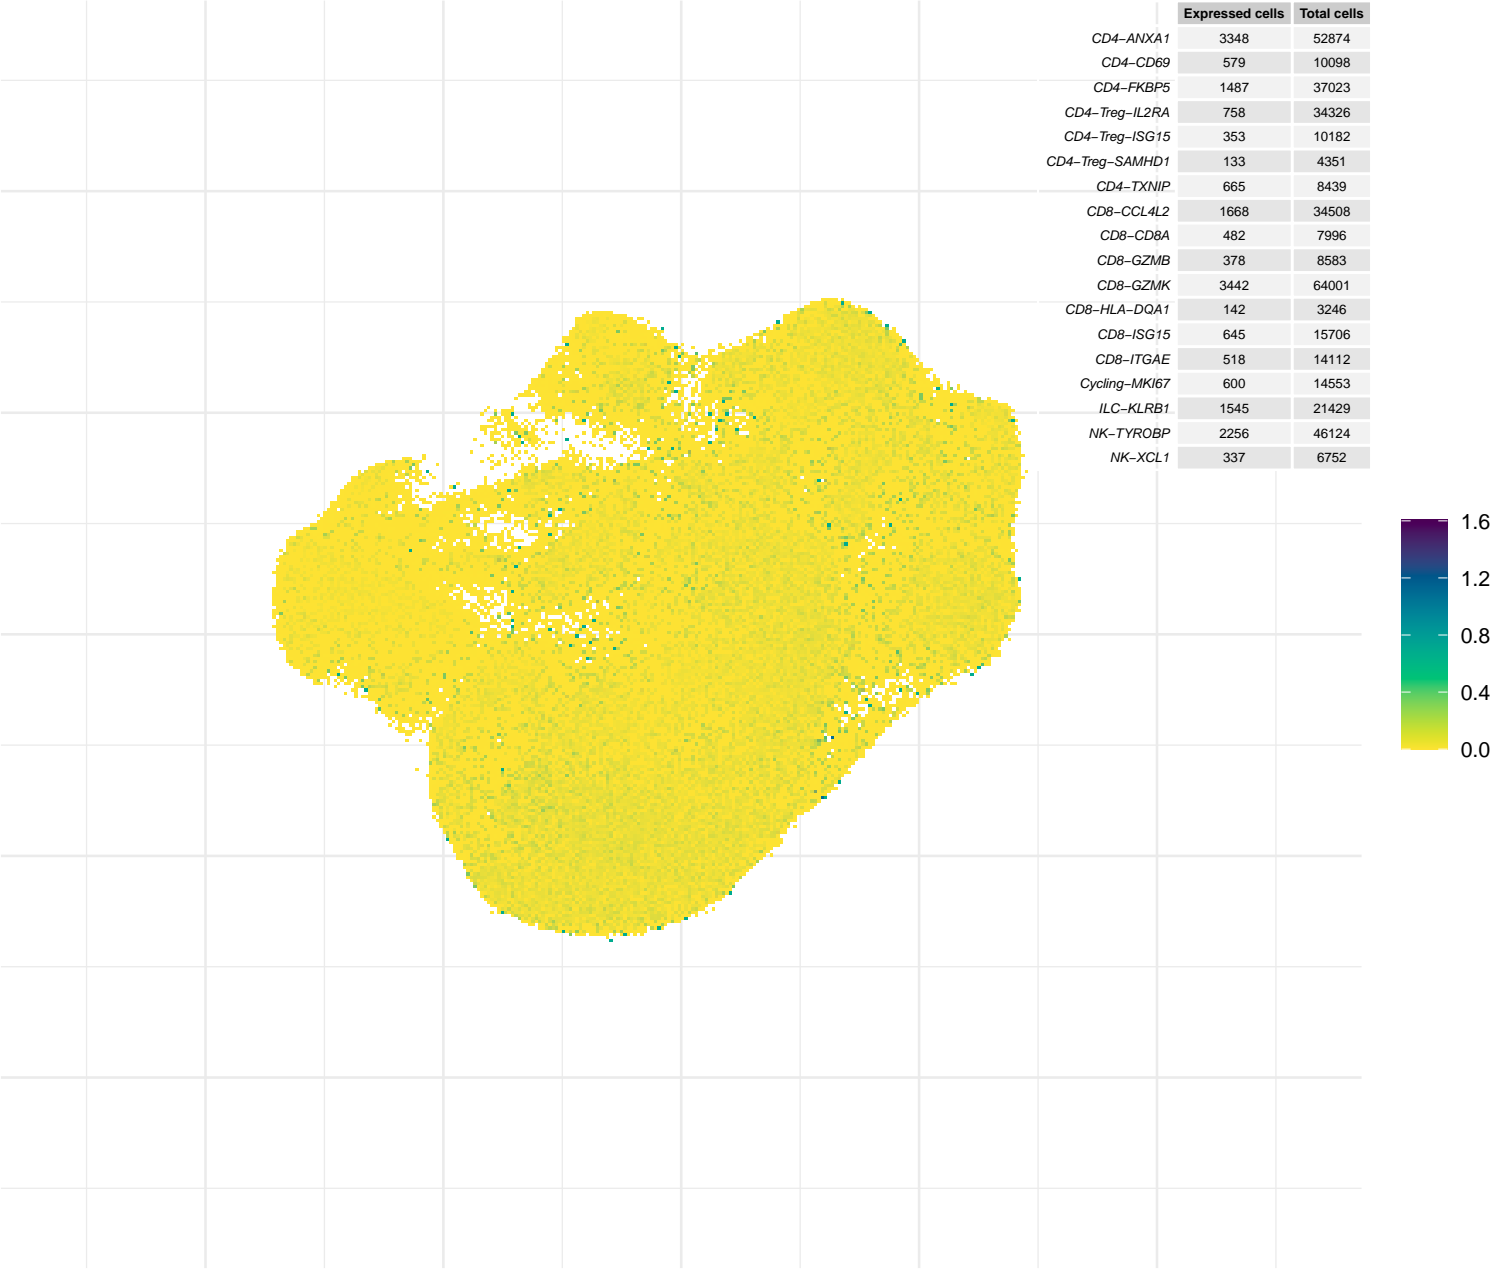 Expressed cells Total cells
CD4−ANXA1 3348 52874
CD4−CD69 579 10098
CD4−FKBP5 1487 37023
CD4−Treg−IL2RA 758 34326
CD4−Treg−ISG15 353 10182
CD4−Treg−SAMHD1 133 4351
CD4−TXNIP 665 8439
CD8−CCL4L2 1668 34508
CD8−CD8A 482 7996
CD8−GZMB 378 8583
CD8−GZMK 3442 64001
CD8−HLA−DQA1 142 3246
CD8−ISG15 645 15706
CD8−ITGAE 518 14112
Cycling−MKI67 600 14553
ILC−KLRB1 1545 21429
NK−TYROBP 2256 46124
NK−XCL1 337 6752
1.6
1.2
0.8
0.4
0.0